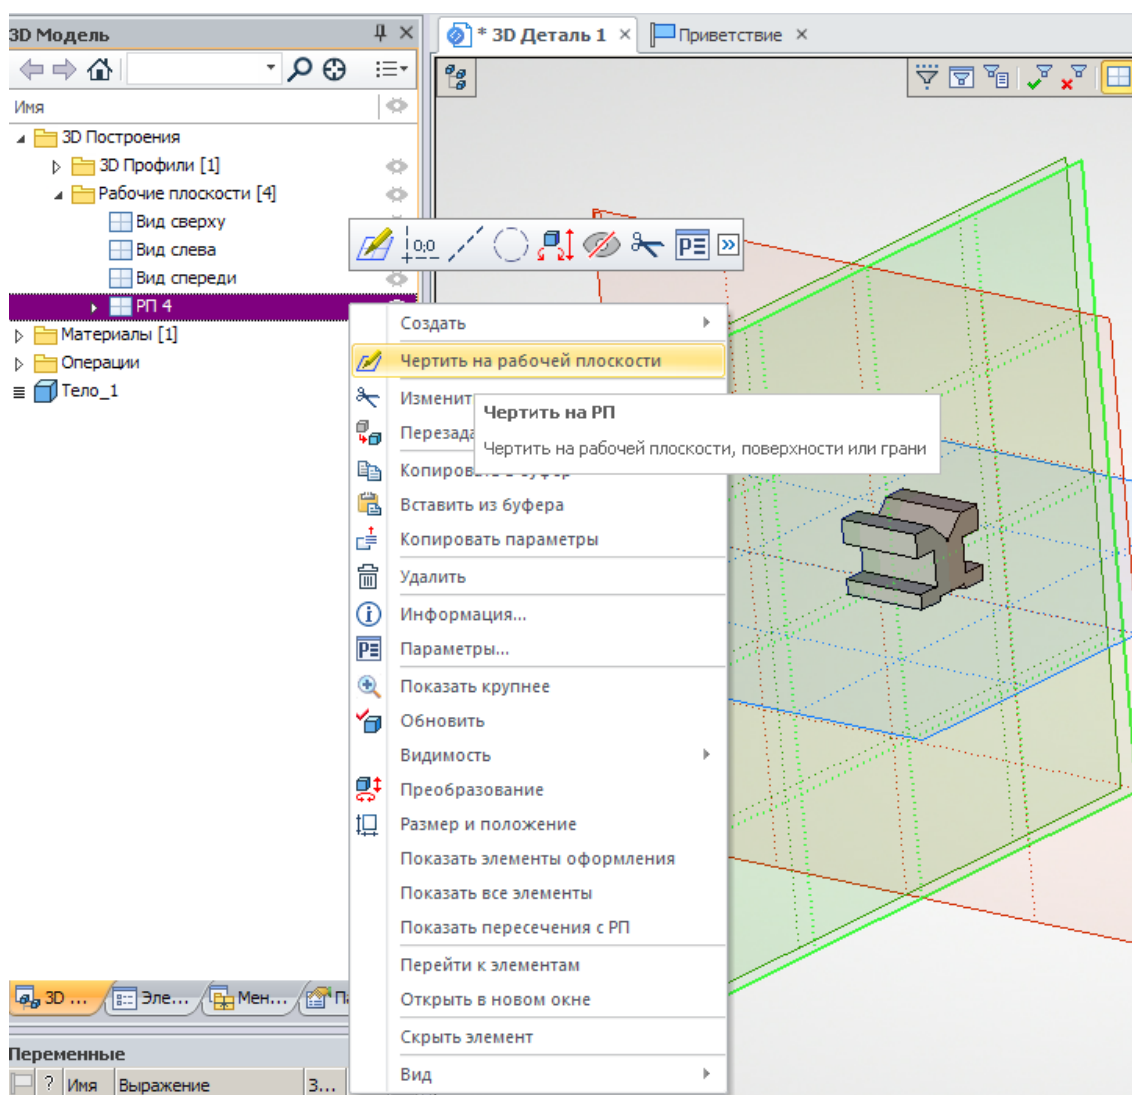 3D Модель
* 3D Деталь 1
Приветствие
Имя
3D Построения
3D Профили [1]
Рабочие плоскости [4]
Вид сверху
Вид слева
Вид спереди
РП 4
Материалы [1]
Операции
Тело_1
0,0
Создать
Чертить на рабочей плоскости
Изменит
Чертить на РП
Перезада
Чертить на рабочей плоскости, поверхности или грани
Копировать в буфер
Вставить из буфера
Копировать параметры
Удалить
Информация...
Параметры...
Показать крупнее
Обновить
Видимость
Преобразование
Размер и положение
Показать элементы оформления
Показать все элементы
Показать пересечения с РП
Перейти к элементам
Открыть в новом окне
Скрыть элемент
Вид
3D ...
Эле...
Мен...
Переменные
? Имя Выражение З...